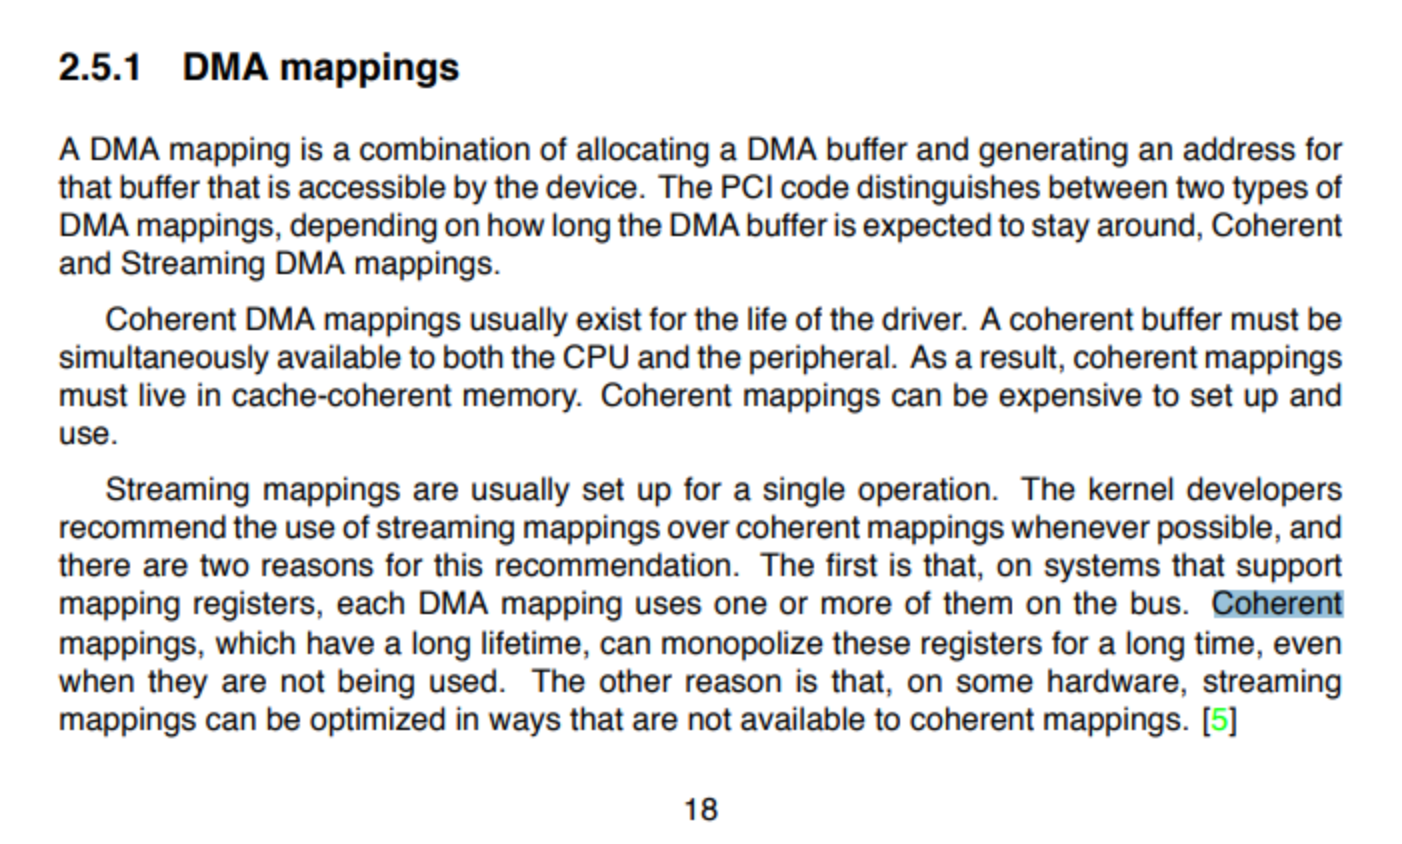 2.5.1 DMA mappings
A DMA mapping is a combination of allocating a DMA buffer and generating an address for
that buffer that is accessible by the device. The PCI code distinguishes between two types of
DMA mappings, depending on how long the DMA buffer is expected to stay around, Coherent
and Streaming DMA mappings.
Coherent DMA mappings usually exist for the life of the driver. A coherent buffer must be
simultaneously available to both the CPU and the peripheral. As a result, coherent mappings
must live in cache-coherent memory. Coherent mappings can be expensive to set up and
use.
Streaming mappings are usually set up for a single operation. The kernel developers
recommend the use of streaming mappings over coherent mappings whenever possible, and
there are two reasons for this recommendation. The first is that, on systems that support
mapping registers, each DMA mapping uses one or more of them on the bus. Coherent
mappings, which have a long lifetime, can monopolize these registers for a long time, even
when they are not being used. The other reason is that, on some hardware, streaming
mappings can be optimized in ways that are not available to coherent mappings. [5]
18